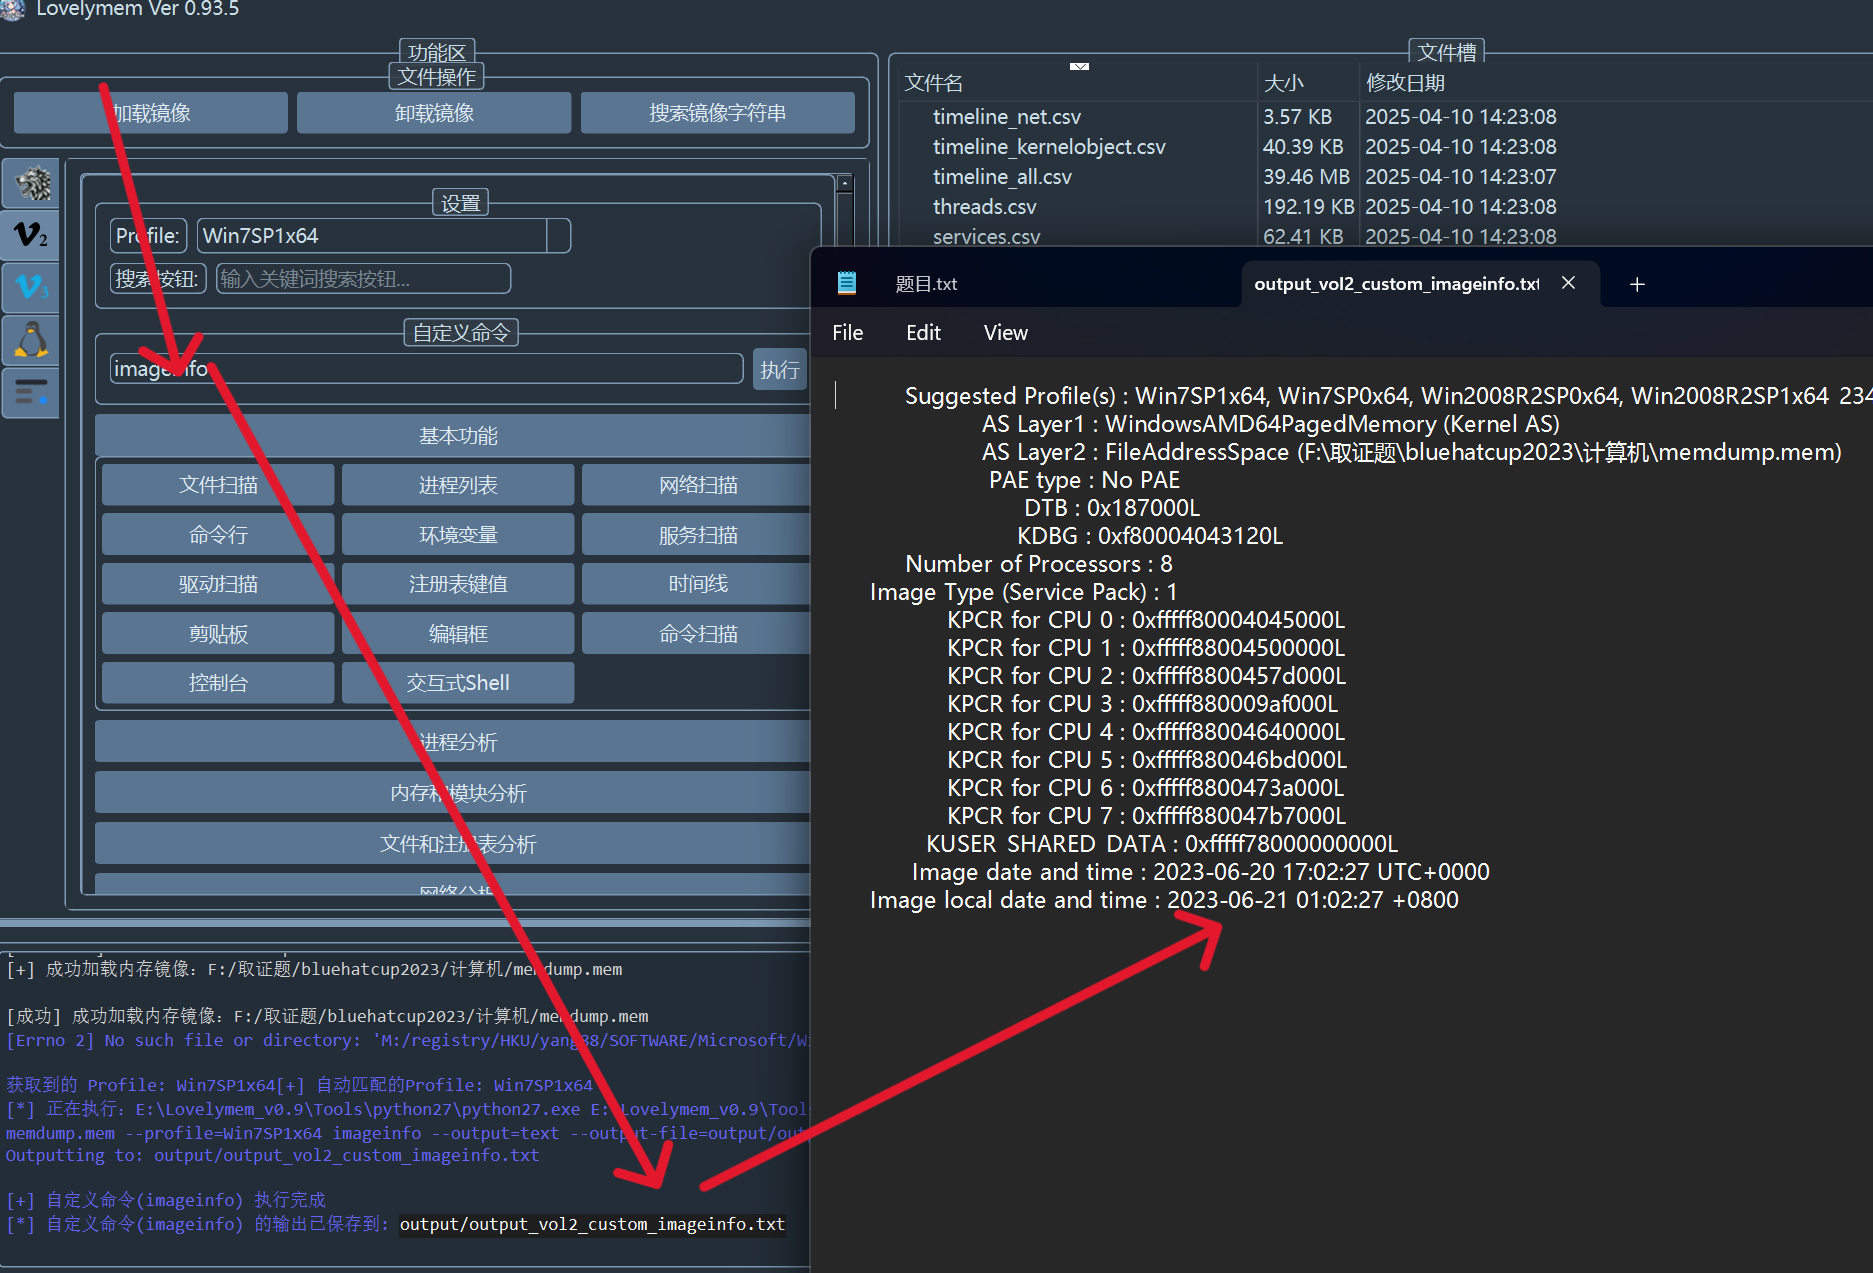 Lovelymem Ver 0.93.5
功能区
文件操作
加载镜像
卸载镜像
搜索镜像字符串
设置
Profile:
Win7SP1x64
搜索按钮:
输入关键词搜索按钮...
自定义命令
imageinfo
执行
基本功能
文件扫描
进程列表
网络扫描
命令行
环境变量
服务扫描
驱动扫描
注册表键值
时间线
剪贴板
编辑框
命令扫描
控制台
交互式Shell
进程分析
内存和模块分析
文件和注册表分析
网络分析
文件槽
文件名 大小 修改日期
timeline_net.csv 3.57 KB 2025-04-10 14:23:08
timeline_kernelobject.csv 40.39 KB 2025-04-10 14:23:08
timeline_all.csv 39.46 MB 2025-04-10 14:23:07
threads.csv 192.19 KB 2025-04-10 14:23:08
services.csv 62.41 KB 2025-04-10 14:23:08
题目.txt
output_vol2_custom_imageinfo.txt
File Edit View
Suggested Profile(s) : Win7SP1x64, Win7SP0x64, Win2008R2SP0x64, Win2008R2SP1x64_234
AS Layer1 : WindowsAMD64PagedMemory (Kernel AS)
AS Layer2 : FileAddressSpace (F:\取证题\bluehatcup2023\计算机\memdump.mem)
PAE type : No PAE
DTB : 0x187000L
KDBG : 0xf80004043120L
Number of Processors : 8
Image Type (Service Pack) : 1
KPCR for CPU 0 : 0xfffff80004045000L
KPCR for CPU 1 : 0xfffff88004500000L
KPCR for CPU 2 : 0xfffff8800457d000L
KPCR for CPU 3 : 0xfffff880009af000L
KPCR for CPU 4 : 0xfffff88004640000L
KPCR for CPU 5 : 0xfffff880046bd000L
KPCR for CPU 6 : 0xfffff8800473a000L
KPCR for CPU 7 : 0xfffff880047b7000L
KUSER_SHARED_DATA : 0xfffff78000000000L
Image date and time : 2023-06-20 17:02:27 UTC+0000
Image local date and time : 2023-06-21 01:02:27 +0800
[+] 成功加载内存镜像: F:/取证题/bluehatcup2023/计算机/memdump.mem
[成功] 成功加载内存镜像: F:/取证题/bluehatcup2023/计算机/memdump.mem
[Errno 2] No such file or directory: 'M:/registry/HKU/yang88/SOFTWARE/Microsoft/Wi
获取到的 Profile: Win7SP1x64[+] 自动匹配的Profile: Win7SP1x64
[*] 正在执行: E:\Lovelymem_v0.9\Tools\python27\python27.exe E:\Lovelymem_v0.9\Tool
memdump.mem --profile=Win7SP1x64 imageinfo --output=text --output-file=output/out
Outputting to: output/output_vol2_custom_imageinfo.txt
[+] 自定义命令(imageinfo) 执行完成
[*] 自定义命令(imageinfo) 的输出已保存到: output/output_vol2_custom_imageinfo.txt